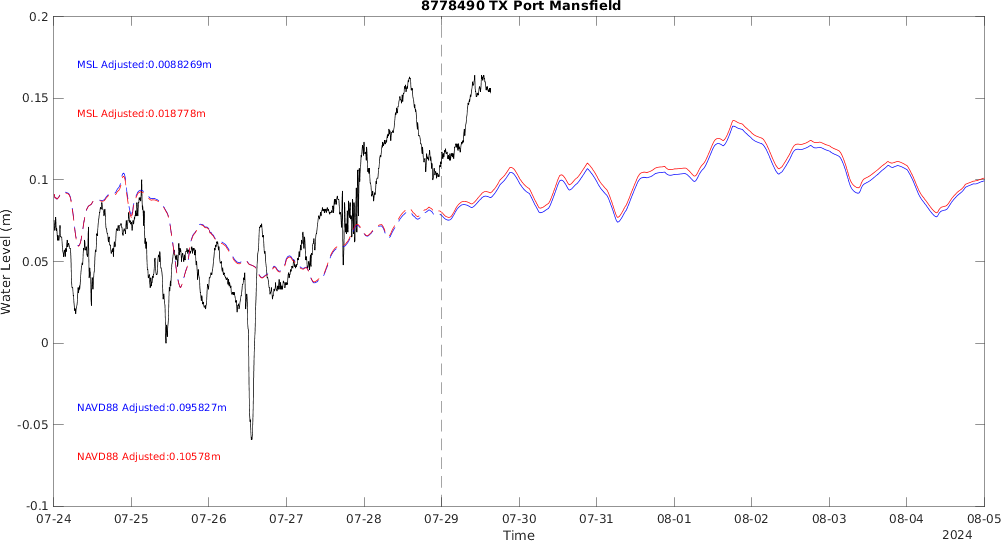 8778490 TX Port Mansfield
0.2
0.15
0.1
0.05
0
-0.05
-0.1
Water Level (m)
MSL Adjusted:0.0088269m
MSL Adjusted:0.018778m
NAVD88 Adjusted:0.095827m
NAVD88 Adjusted:0.10578m
07-24 07-25 07-26 07-27 07-28 07-29 07-30 07-31 08-01 08-02 08-03 08-04 08-05
Time
2024